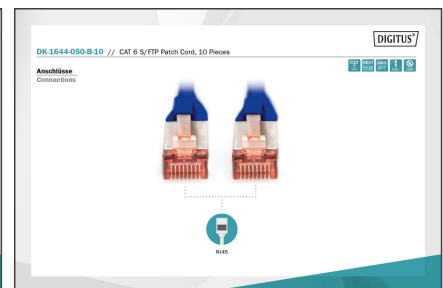 DIGITUS®
DK-1644-050-B-10 // CAT 6 S/FTP Patch Cord, 10 Pieces
Anschlüsse
Connections
RJ45